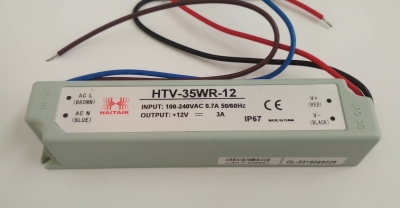 HTV-35WR-12
AC L
(BROWN)
AC N
(BLUE)
HAITAIK
INPUT: 100-240VAC 0.7A 50/60Hz
OUTPUT: +12V ⎓ 3A
CE
IP67
V+
(RED)
V-
(BLACK)